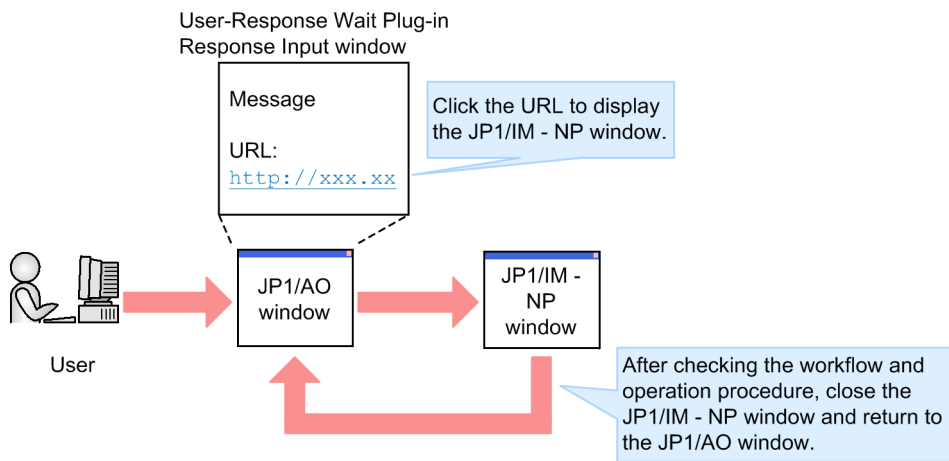 User-Response Wait Plug-in
Response Input window
Message
URL:
http://xxx.xx
Click the URL to display
the JP1/IM - NP window.
User
JP1/AO
window
JP1/IM -
NP
window
After checking the workflow and
operation procedure, close the
JP1/IM - NP window and return to
the JP1/AO window.